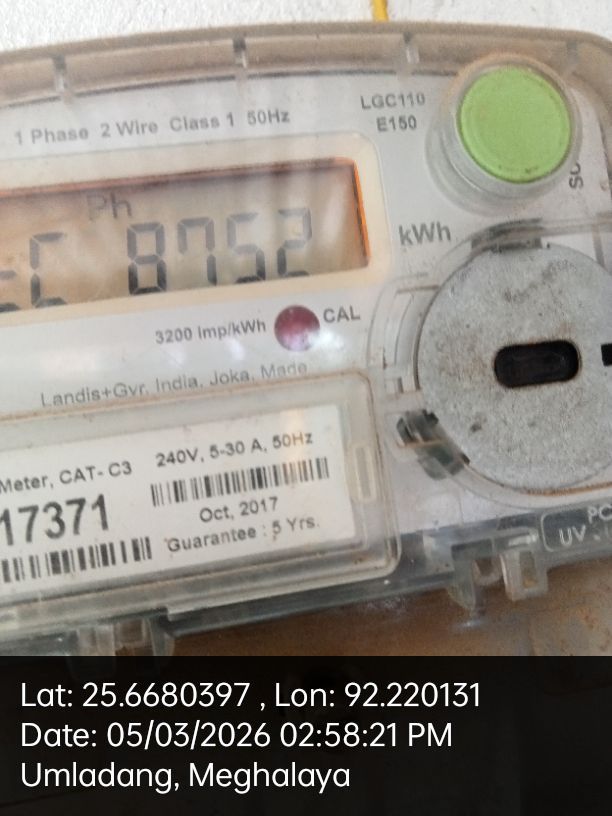 LGC110
E150
1 Phase 2 Wire Class 1 50Hz
Ph
8752
kWh
3200 Imp/kWh
CAL
Landis+Gyr, India, Joka, Made
Meter, CAT- C3
240V, 5-30 A, 50Hz
17371
Oct, 2017
Guarantee : 5 Yrs.
UV
Lat: 25.6680397 , Lon: 92.220131
Date: 05/03/2026 02:58:21 PM
Umladang, Meghalaya